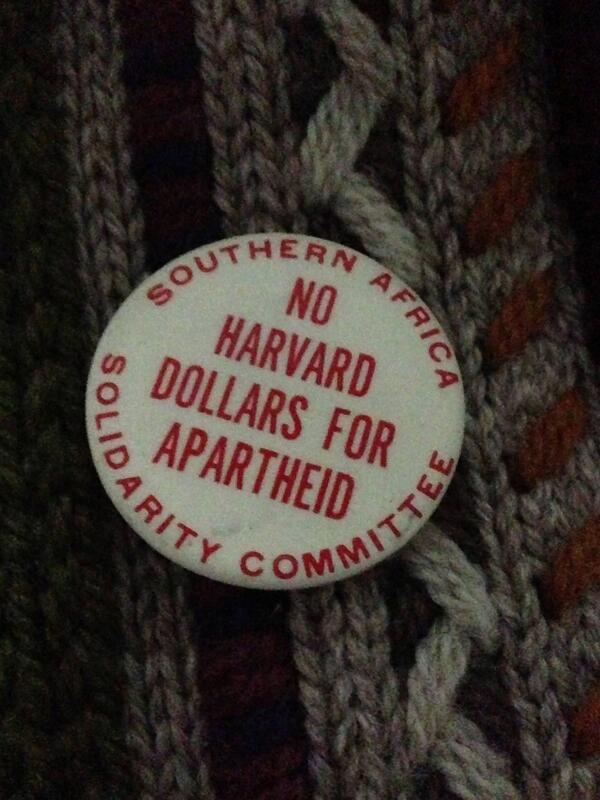 SOUTHERN AFRICA
NO
HARVARD
DOLLARS FOR
APARTHEID
SOLIDARITY COMMITTEE